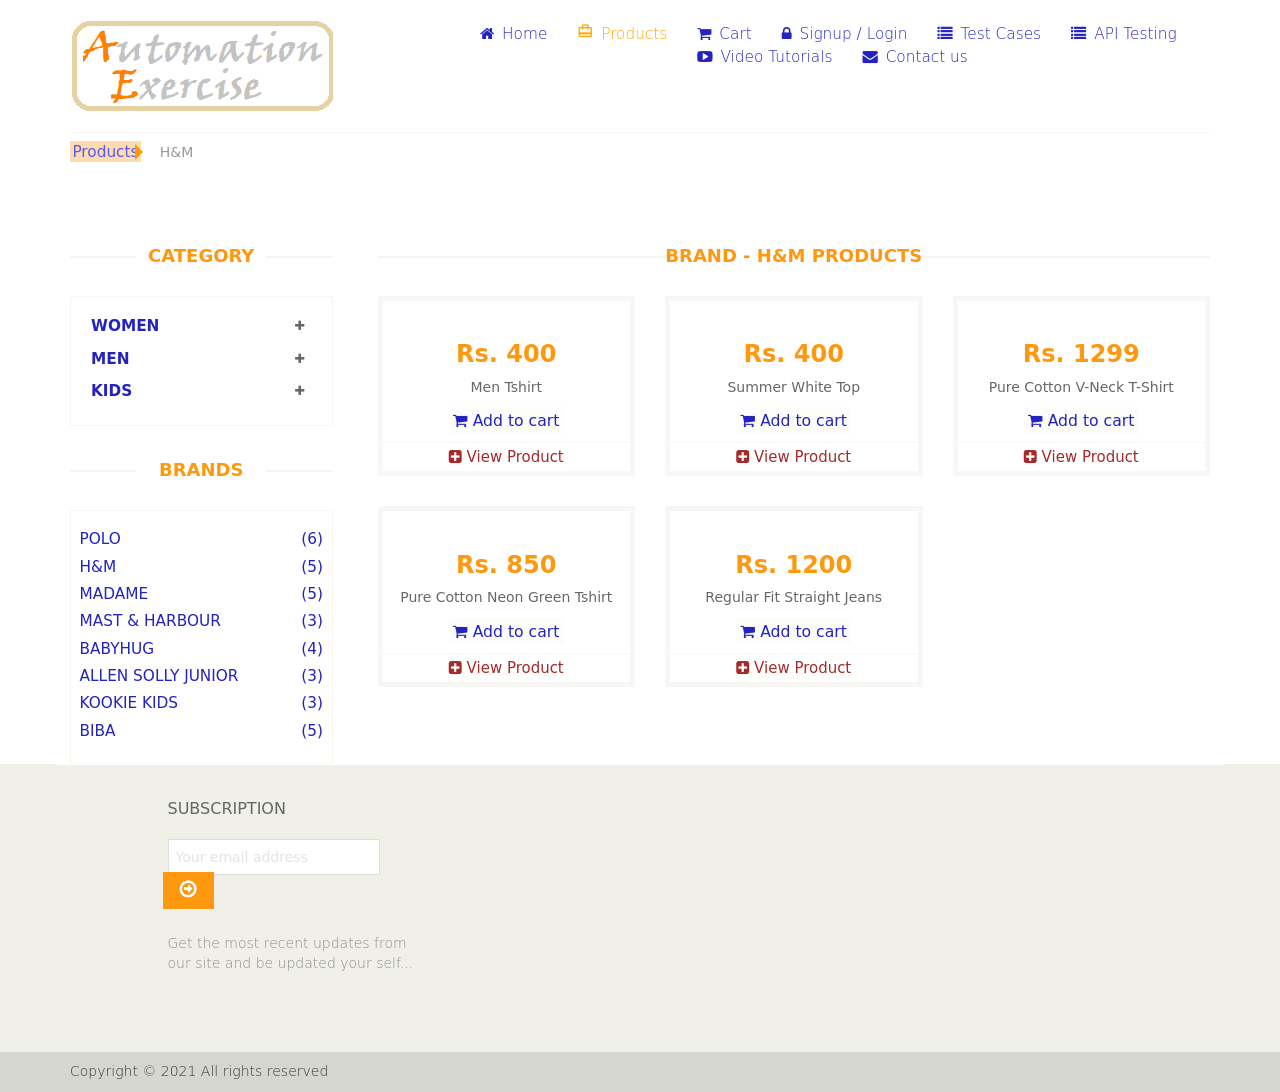 Automation
Exercise
Home
Products
Cart
Signup / Login
Test Cases
API Testing
Video Tutorials
Contact us
Products
H&M
CATEGORY
WOMEN
MEN
KIDS
BRANDS
POLO (6)
H&M (5)
MADAME (5)
MAST & HARBOUR (3)
BABYHUG (4)
ALLEN SOLLY JUNIOR (3)
KOOKIE KIDS (3)
BIBA (5)
BRAND - H&M PRODUCTS
Rs. 400
Men Tshirt
Add to cart
View Product
Rs. 400
Summer White Top
Add to cart
View Product
Rs. 1299
Pure Cotton V-Neck T-Shirt
Add to cart
View Product
Rs. 850
Pure Cotton Neon Green Tshirt
Add to cart
View Product
Rs. 1200
Regular Fit Straight Jeans
Add to cart
View Product
SUBSCRIPTION
Your email address
Get the most recent updates from
our site and be updated your self...
Copyright © 2021 All rights reserved